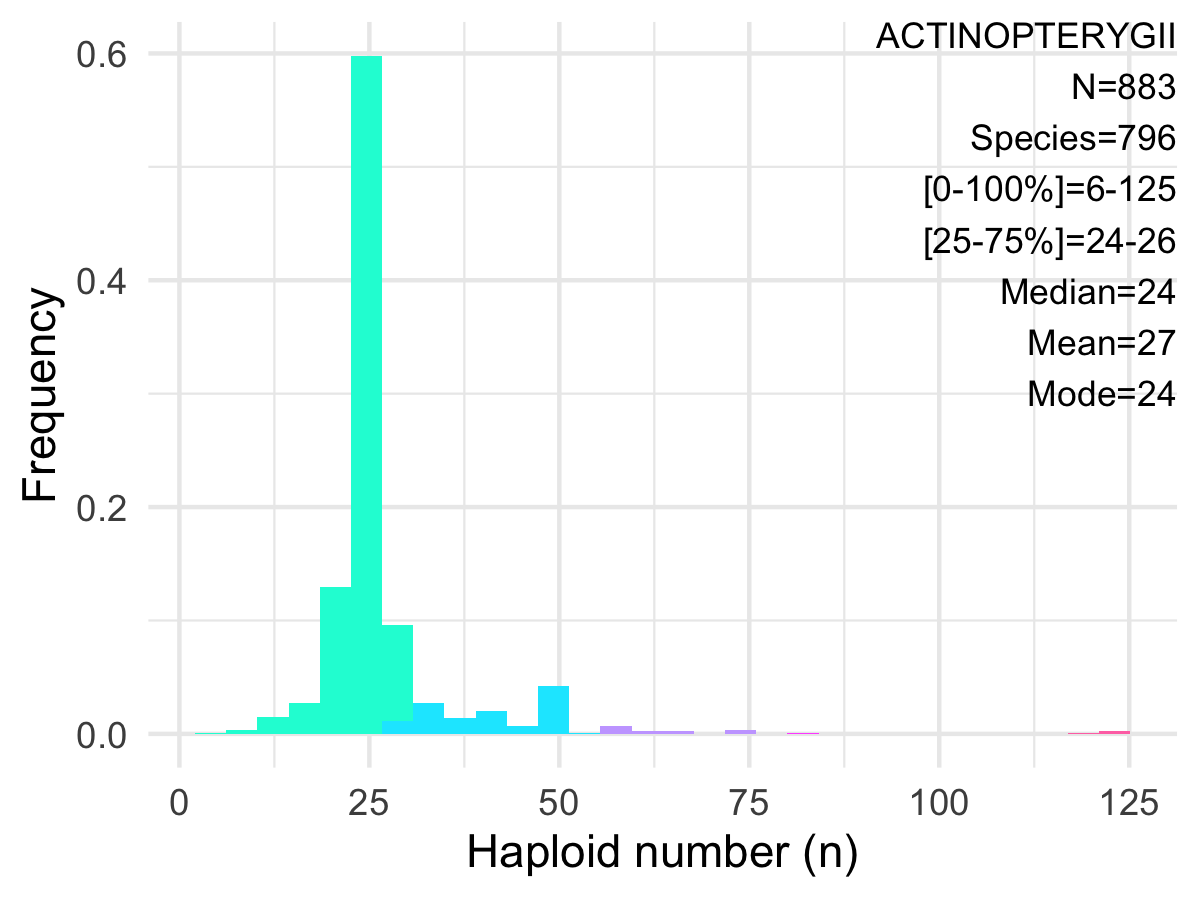 ACTINOPTERYGII
N=883
Species=796
[0-100%]=6-125
[25-75%]=24-26
Median=24
Mean=27
Mode=24
Frequency
0.6
0.4
0.2
0.0
0 25 50 75 100 125
Haploid number (n)